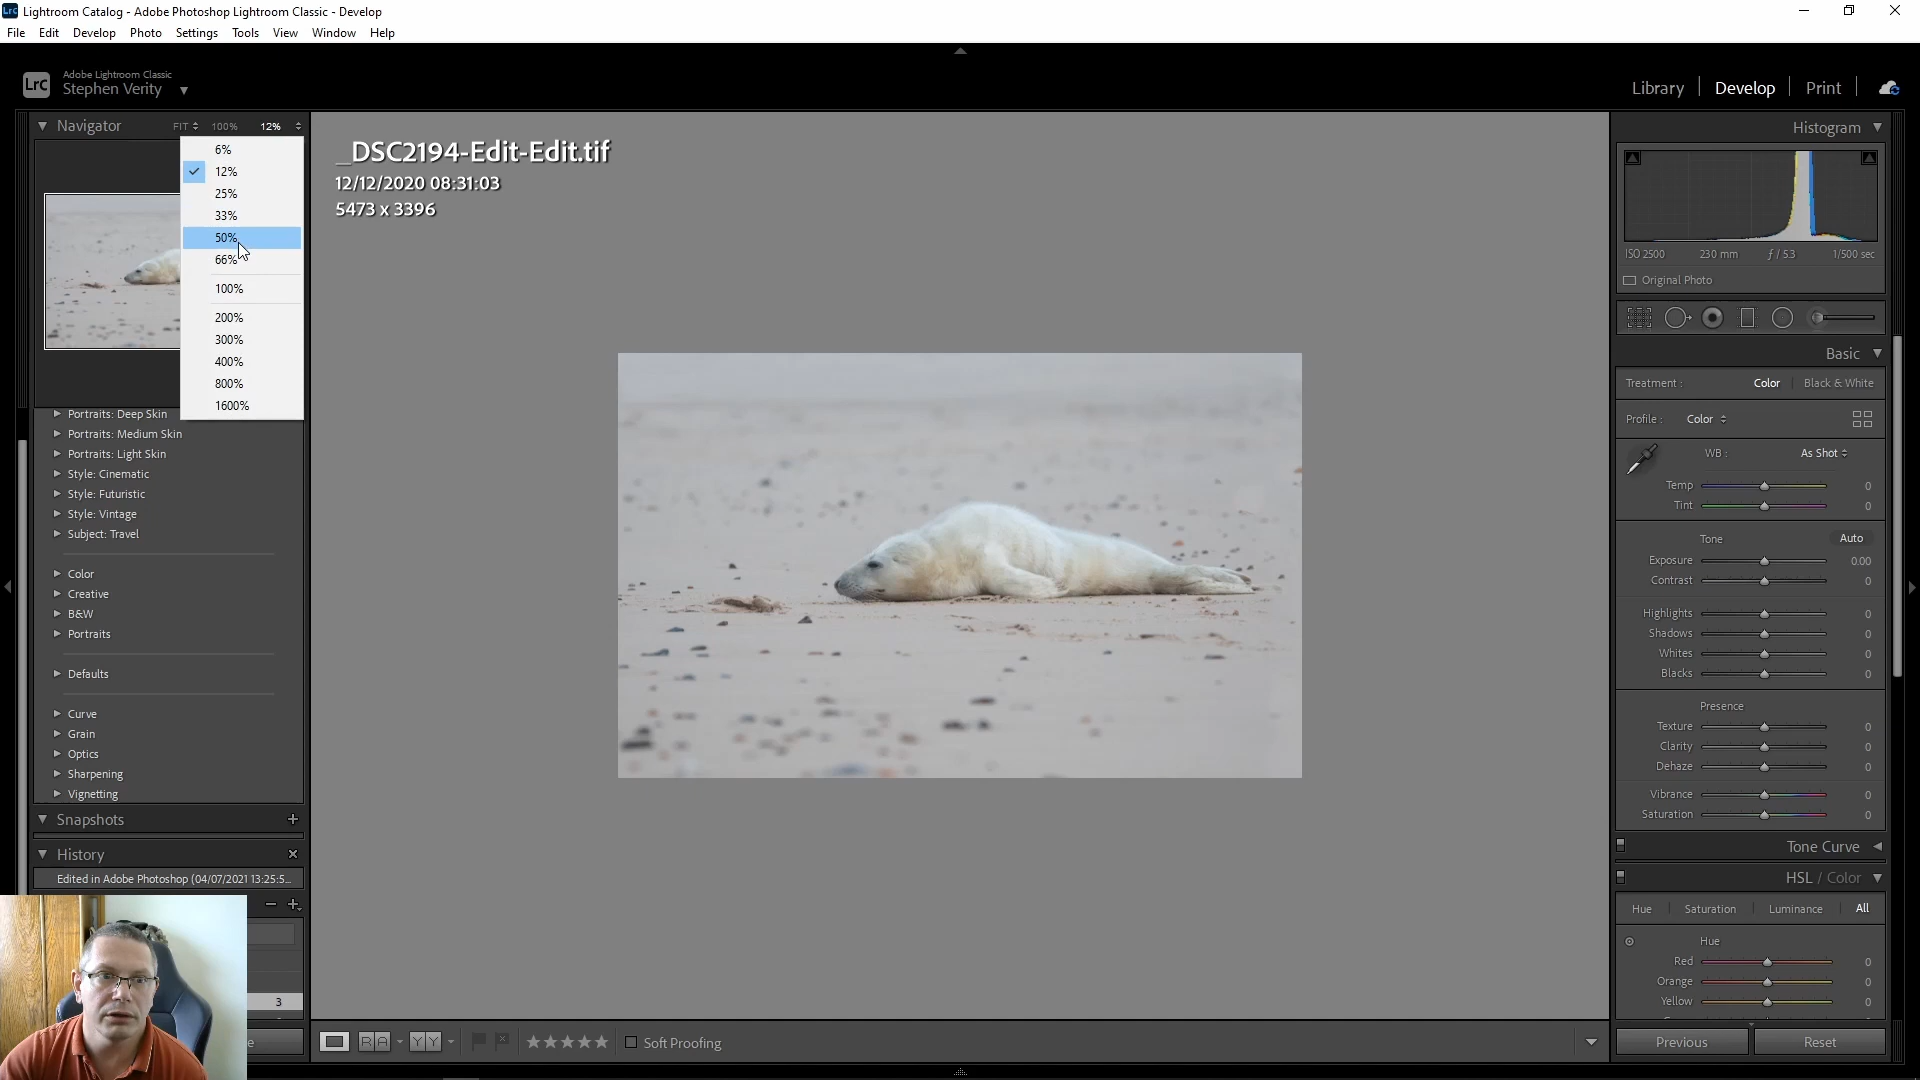 Lrc Lightroom Catalog - Adobe Photoshop Lightroom Classic - Develop
File Edit Develop Photo Settings Tools View Window Help
LrC
Adobe Lightroom Classic
Stephen Verity
Library Develop Print
Navigator FIT 100% 12%
6%
12%
25%
33%
50%
66%
100%
200%
300%
400%
800%
1600%
Portraits: Deep Skin
Portraits: Medium Skin
Portraits: Light Skin
Style: Cinematic
Style: Futuristic
Style: Vintage
Subject: Travel
Color
Creative
B&W
Portraits
Defaults
Curve
Grain
Optics
Sharpening
Vignetting
Snapshots
History
Edited in Adobe Photoshop (04/07/2021 13:25:5...
3
_DSC2194-Edit-Edit.tif
12/12/2020 08:31:03
5473 x 3396
R A Y Y
Soft Proofing
Histogram
ISO 2500 230 mm ƒ / 5.3 1/500 sec
Original Photo
Basic
Treatment : Color Black & White
Profile : Color
WB : As Shot
Temp 0
Tint 0
Tone Auto
Exposure 0.00
Contrast 0
Highlights 0
Shadows 0
Whites 0
Blacks 0
Presence
Texture 0
Clarity 0
Dehaze 0
Vibrance 0
Saturation 0
Tone Curve
HSL / Color
Hue Saturation Luminance All
Hue
Red 0
Orange 0
Yellow 0
Previous Reset